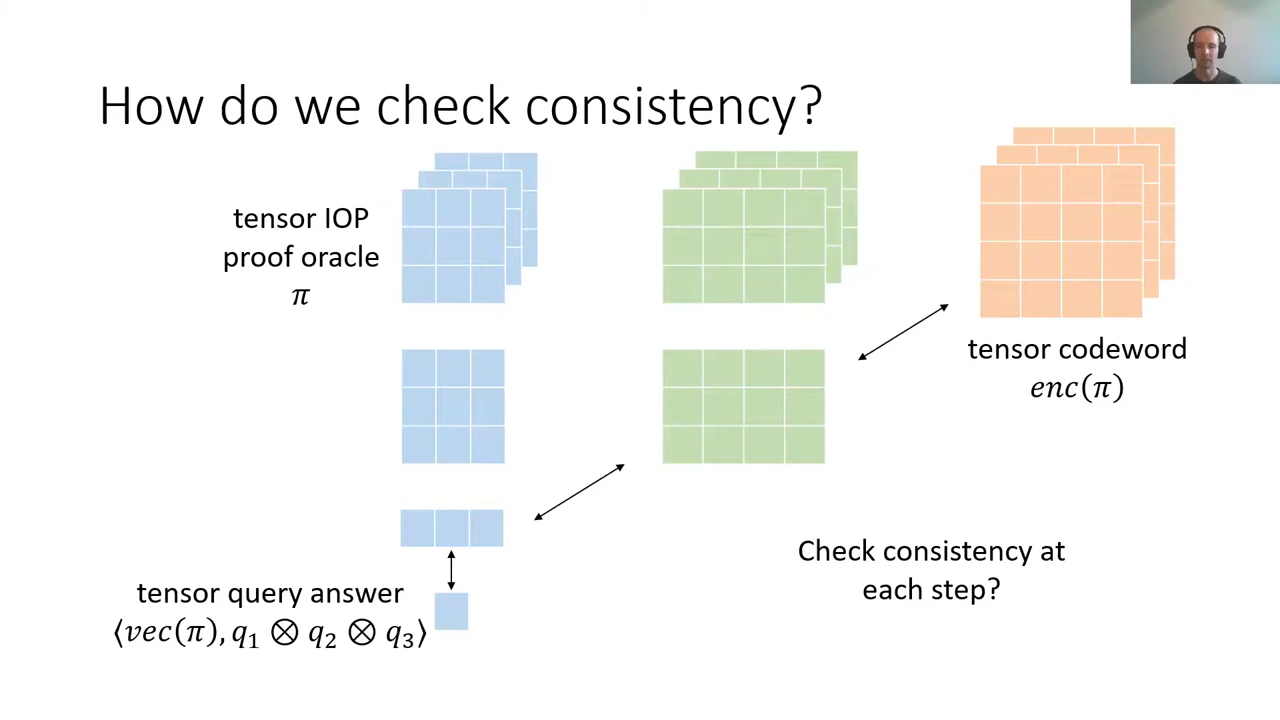 How do we check consistency?
tensor IOP
proof oracle
π
tensor codeword
enc(π)
Check consistency at
each step?
tensor query answer
⟨vec(π), q₁ ⊗ q₂ ⊗ q₃⟩